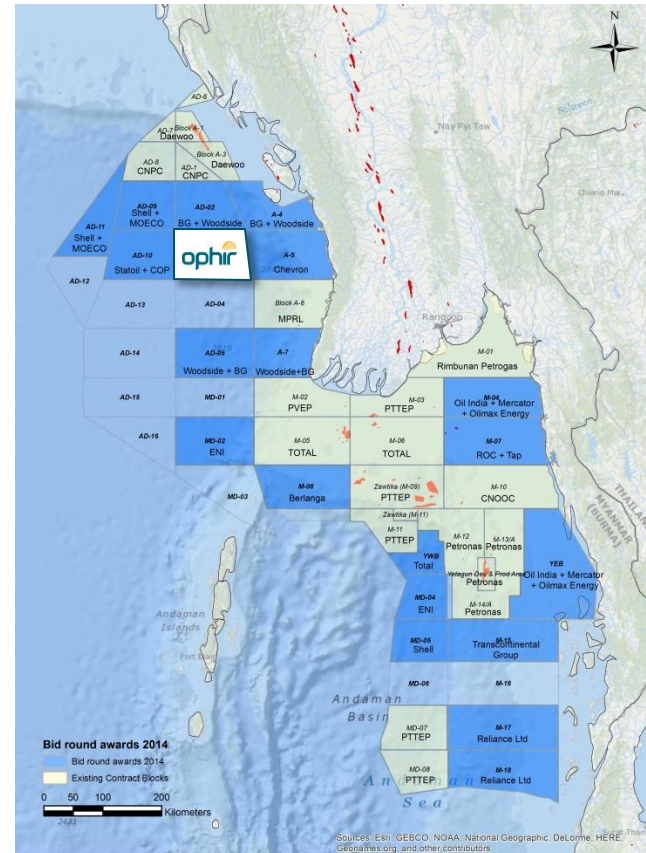 N
AD-6
Nay Pyi Taw
AD-7
Block A-1
Daewoo
AD-8
CNPC
AD-1
CNPC
Block A-3
Daewoo
Chiang Mai
AD-09
Shell +
MOECO
AD-02
BG + Woodside
A-4
BG + Woodside
AD-11
Shell +
MOECO
AD-10
Statoil + COP
ophir
A-5
Chevron
AD-12
AD-13
AD-04
Block A-6
MPRL
Rangoon
AD-14
AD-05
Woodside + BG
A-7
Woodside+BG
M-01
Rimbunan Petrogas
AD-15
MD-01
M-02
PVEP
M-03
PTTEP
M-04
Oil India + Mercator
+ Oilmax Energy
AD-16
MD-02
ENI
M-05
TOTAL
M-06
TOTAL
M-07
ROC + Tap
MD-03
M-08
Berlanga
Zawtika (M-09)
PTTEP
M-10
CNOOC
THAILAND
MYANMAR
(BURMA)
Zawtika (M-11)
M-11
PTTEP
M-12
Petronas
M-13/A
Petronas
YWB
Total
Yetagun Dev & Prod Area
Petronas
YEB
Oil India + Mercator
+ Oilmax Energy
MD-04
ENI
M-14/A
Petronas
Andaman
Islands
Port Blair
MD-05
Shell
M-15
Transcontinental
Group
MD-06
M-16
Andaman
Basin
MD-07
PTTEP
M-17
Reliance Ltd
MD-08
PTTEP
M-18
Reliance Ltd
Andaman
Sea
Bid round awards 2014
Bid round awards 2014
Existing Contract Blocks
0 50 100 200
Kilometers
Surat Than
Sources: Esri, GEBCO, NOAA, National Geographic, DeLorme, HERE,
Geonames.org, and other contributors